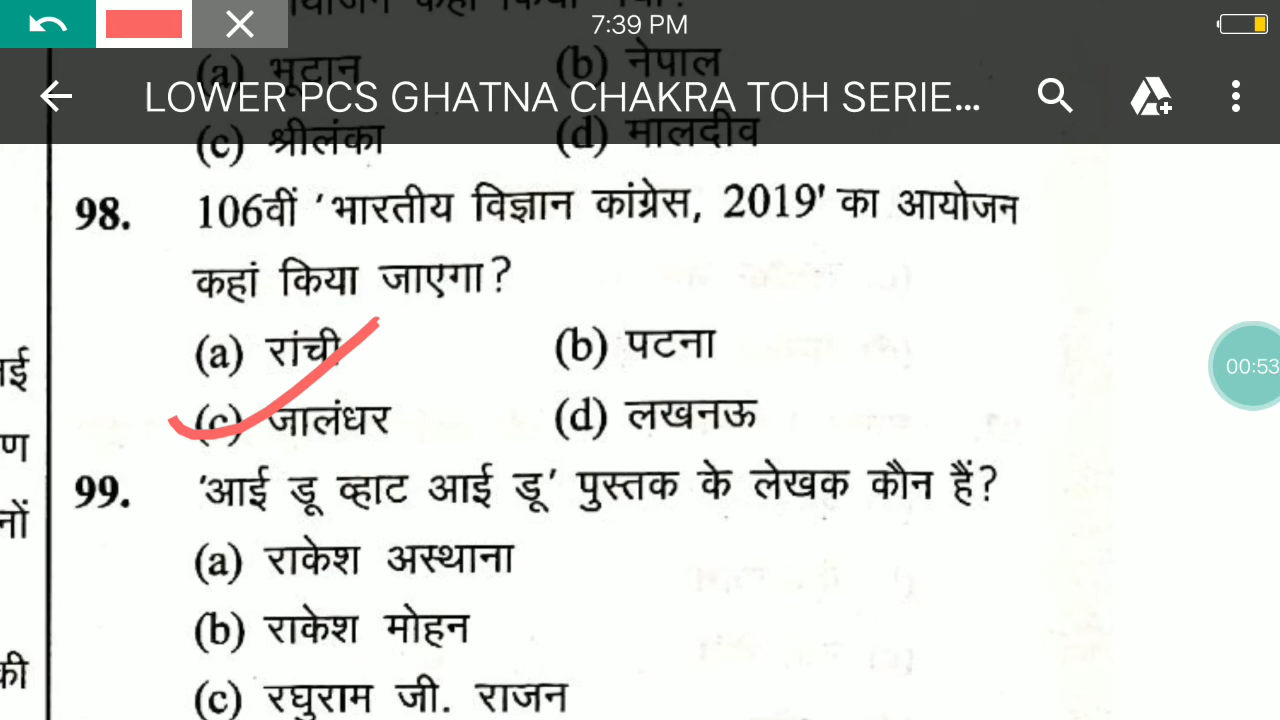 7:39 PM
(a) भूटान (b) नेपाल
LOWER PCS GHATNA CHAKRA TOH SERIE...
(c) श्रीलंका (d) मालदीव
98. 106वीं 'भारतीय विज्ञान कांग्रेस, 2019' का आयोजन
कहां किया जाएगा?
(a) रांची (b) पटना
00:53
(c) जालंधर (d) लखनऊ
99. 'आई डू व्हाट आई डू' पुस्तक के लेखक कौन हैं?
(a) राकेश अस्थाना
(b) राकेश मोहन
(c) रघुराम जी. राजन